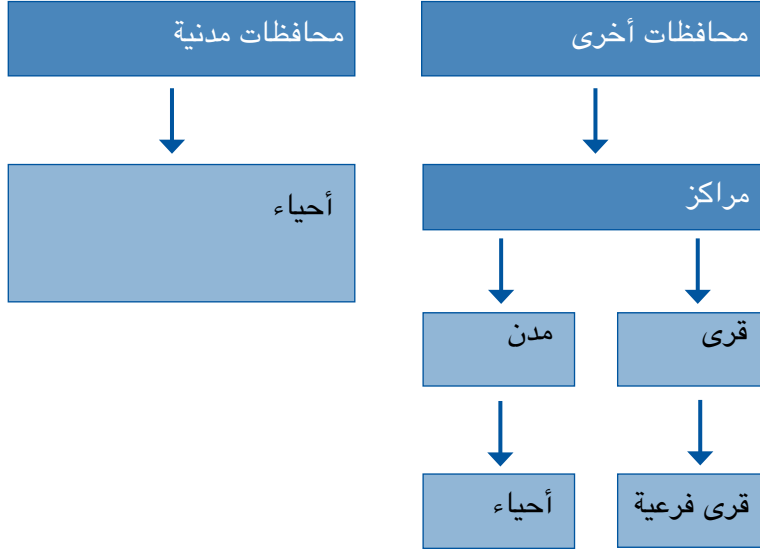 محافظات أخرى
محافظات مدنية
مراكز
أحياء
قرى
مدن
قرى فرعية
أحياء